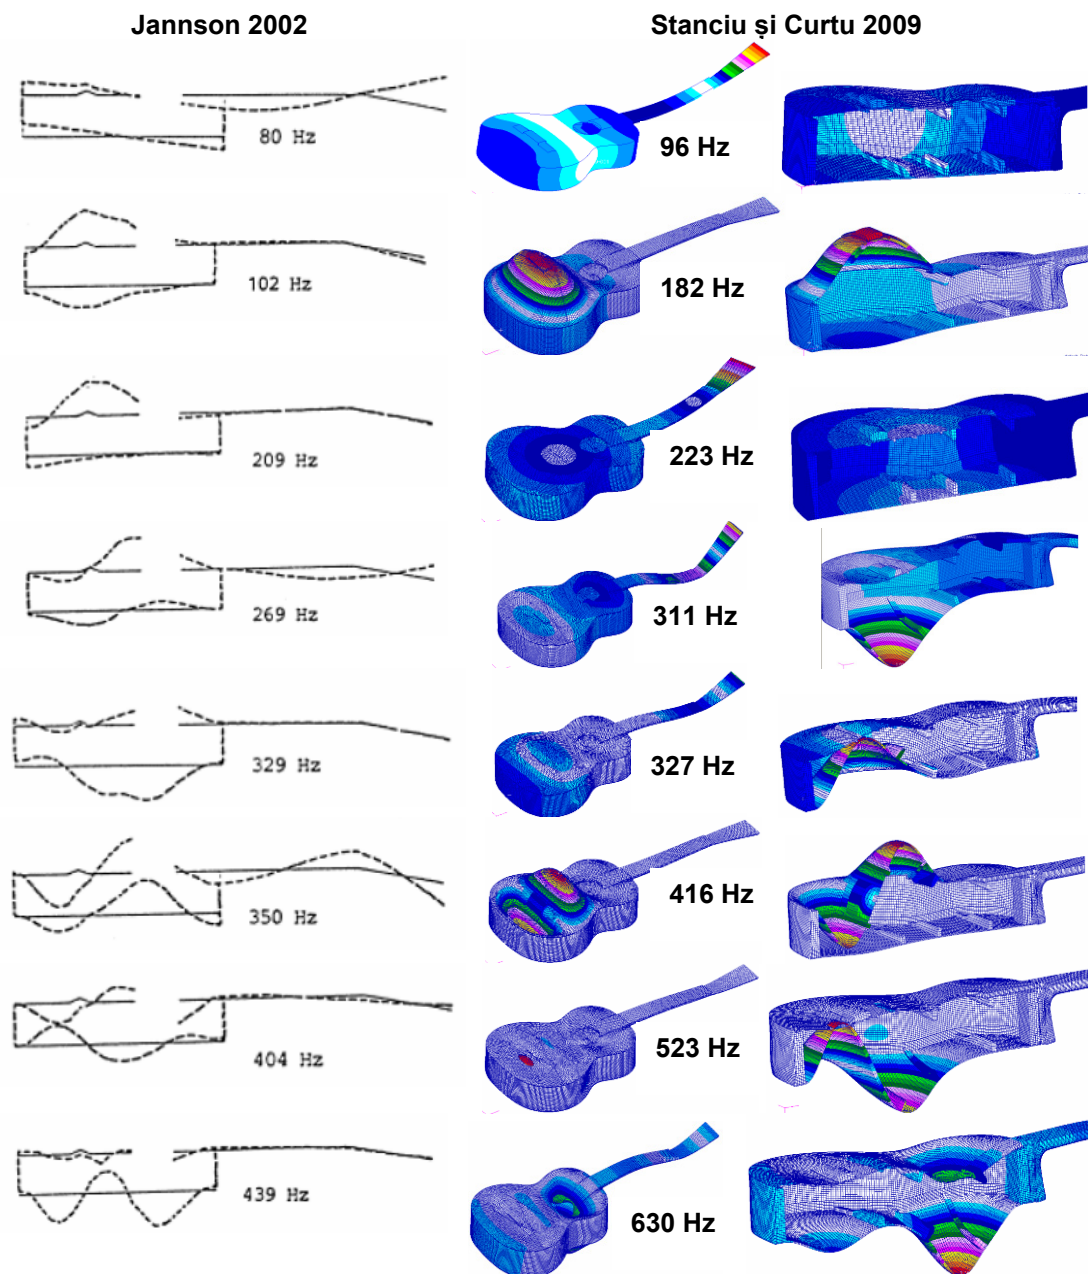 Jannson 2002
Stanciu și Curtu 2009
80 Hz
96 Hz
102 Hz
182 Hz
209 Hz
223 Hz
269 Hz
311 Hz
329 Hz
327 Hz
350 Hz
416 Hz
404 Hz
523 Hz
439 Hz
630 Hz